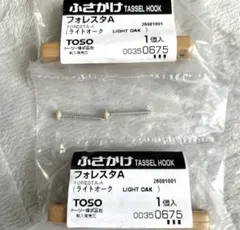 ふさかけ TASSEL HOOK
フォレスタA 26081001
FORESTA-A
(ライトオーク LIGHT OAK )
TOSO 1個入
トーソー株式会社
00350675
ふさかけ TASSEL HOOK
フォレスタA 26081001
FORESTA-A
(ライトオーク LIGHT OAK )
TOSO 1個入
トーソー株式会社
00350675